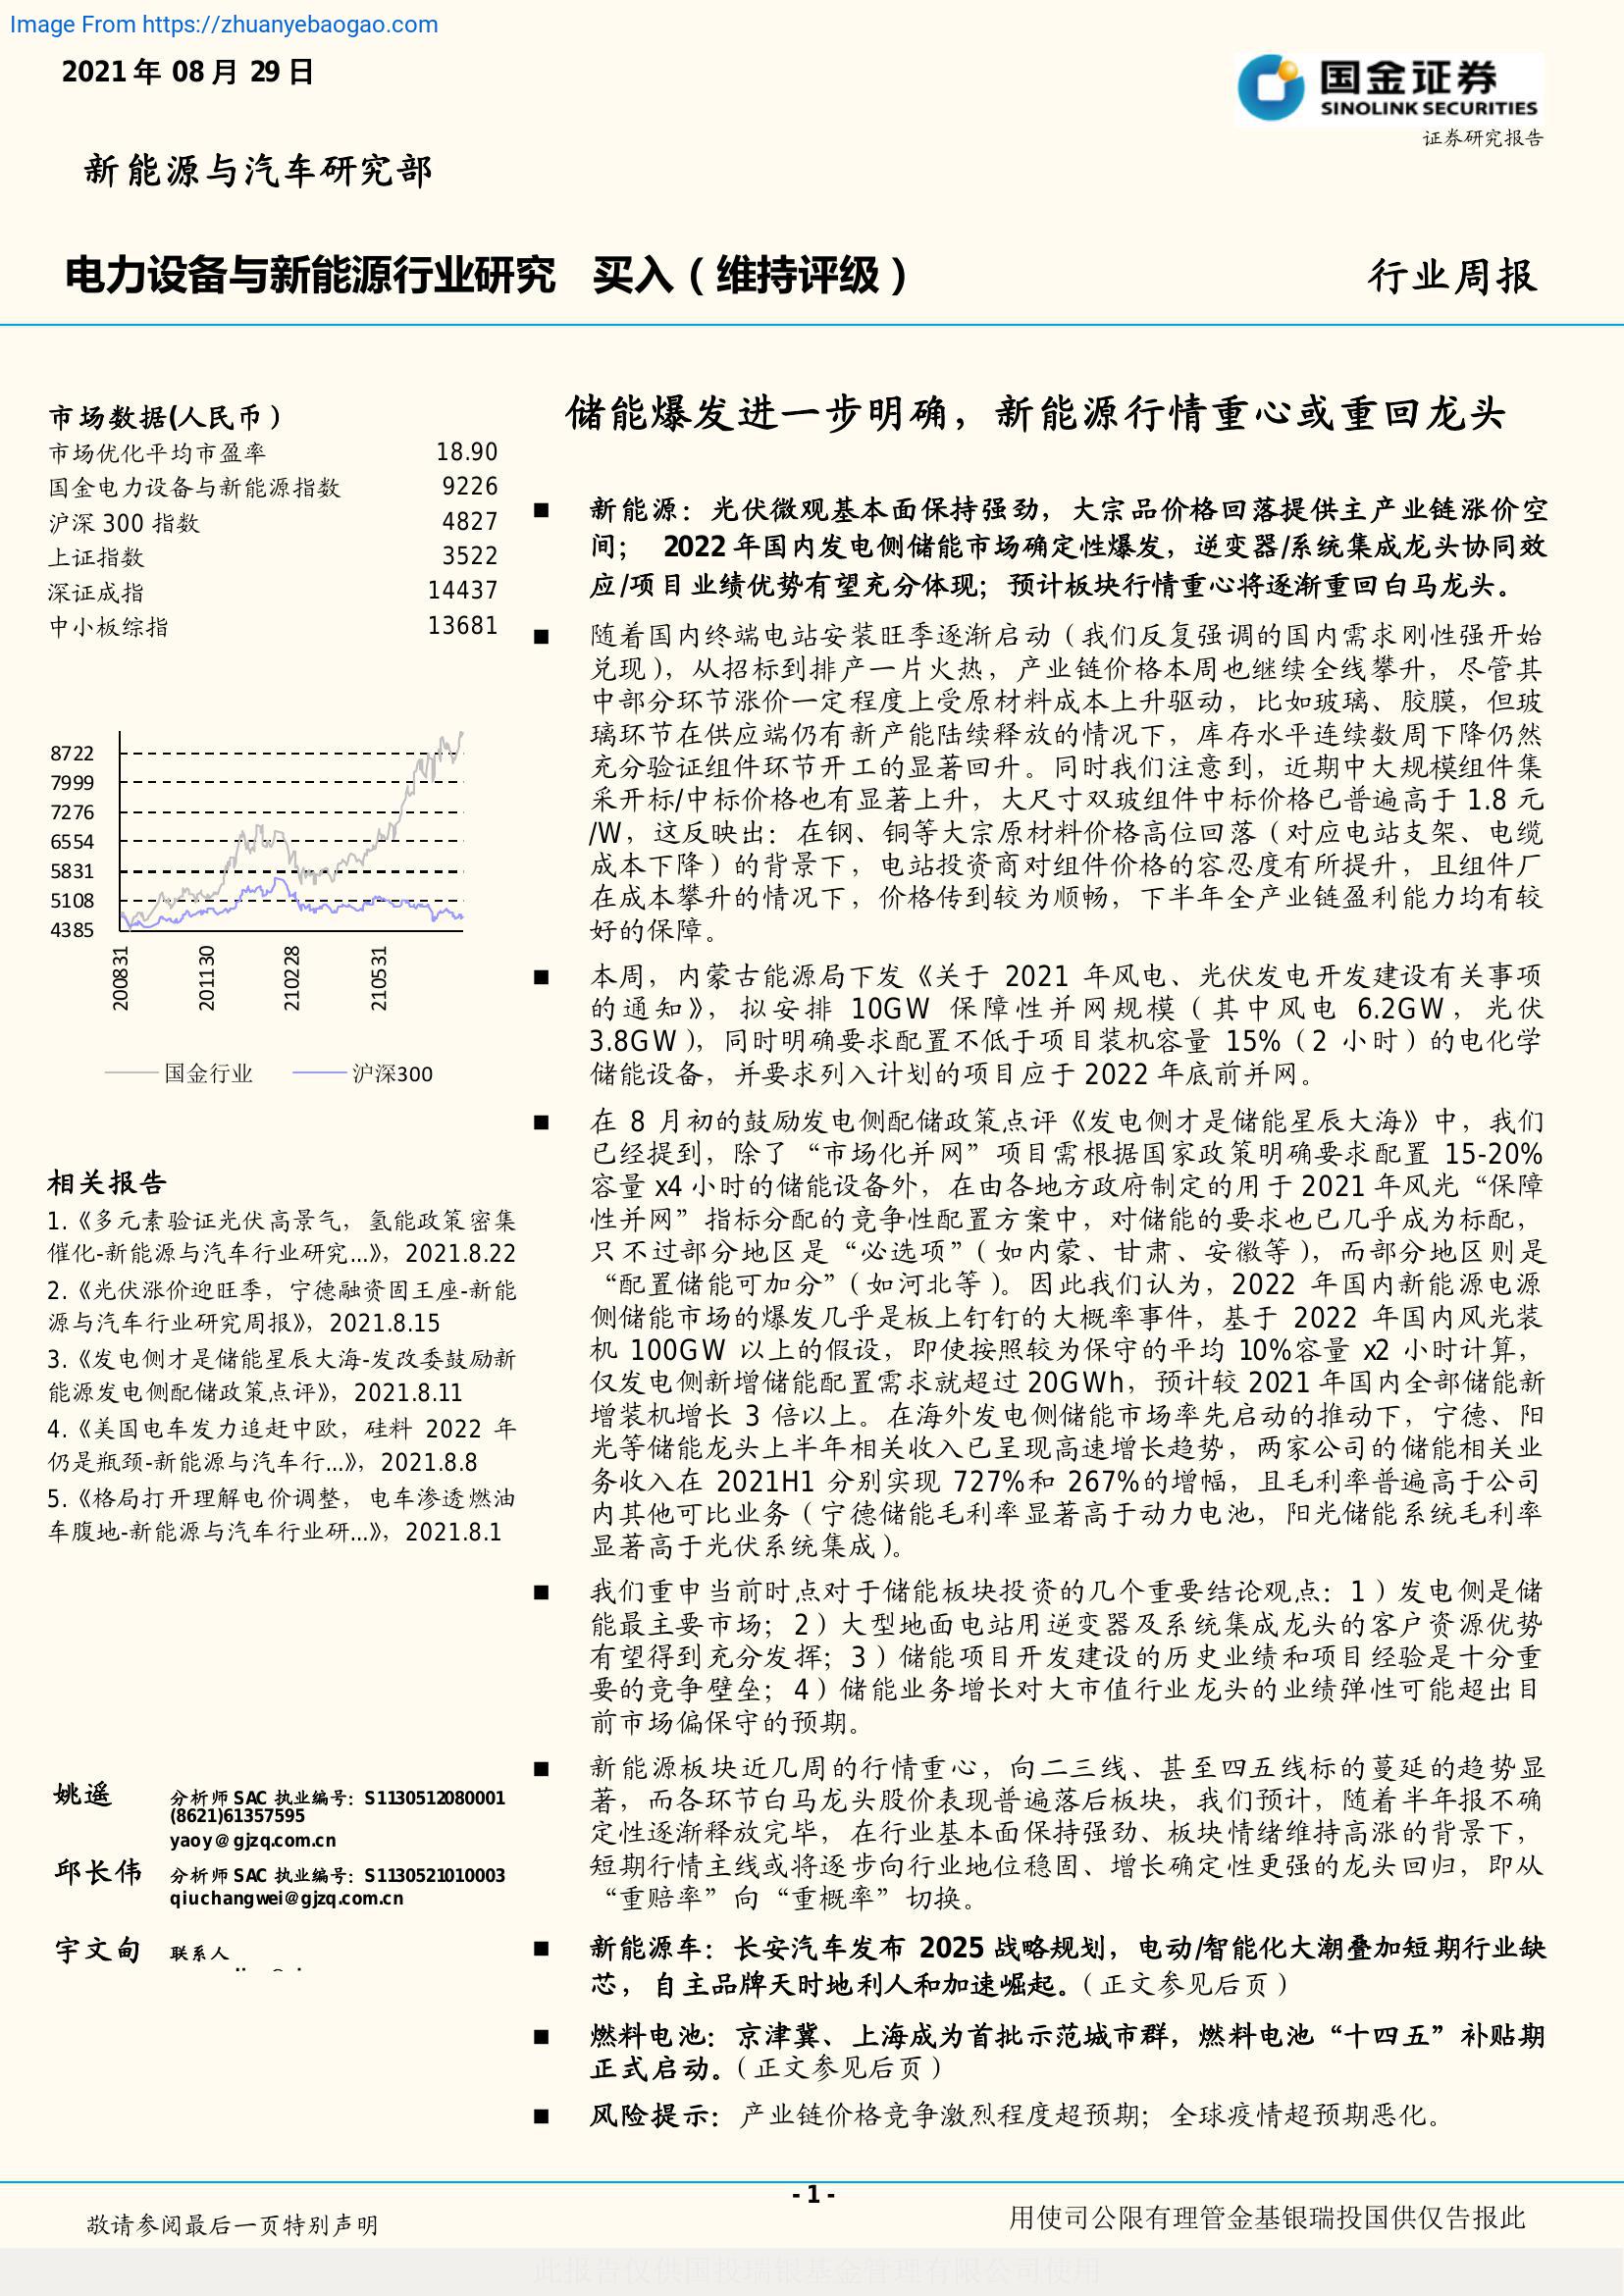 Image From https://zhuanyebaogao.com
2021 年 08 月 29 日
国金证券
SINOLINK SECURITIES
证券研究报告
新能源与汽车研究部
电力设备与新能源行业研究 买入（维持评级）
行业周报
市场数据(人民币）
市场优化平均市盈率 18.90
国金电力设备与新能源指数 9226
沪深 300 指数 4827
上证指数 3522
深证成指 14437
中小板综指 13681
8722
7999
7276
6554
5831
5108
4385
200831
201130
210228
210531
国金行业 沪深300
相关报告
1.《多元素验证光伏高景气，氢能政策密集
催化-新能源与汽车行业研究...》，2021.8.22
2.《光伏涨价迎旺季，宁德融资固王座-新能
源与汽车行业研究周报》，2021.8.15
3.《发电侧才是储能星辰大海-发改委鼓励新
能源发电侧配储政策点评》，2021.8.11
4.《美国电车发力追赶中欧，硅料 2022 年
仍是瓶颈-新能源与汽车行...》，2021.8.8
5.《格局打开理解电价调整，电车渗透燃油
车腹地-新能源与汽车行业研...》，2021.8.1
姚遥 分析师 SAC 执业编号：S1130512080001
(8621)61357595
yaoy＠gjzq.com.cn
邱长伟 分析师 SAC 执业编号：S1130521010003
qiuchangwei@gjzq.com.cn
宇文甸 联系人
储能爆发进一步明确，新能源行情重心或重回龙头
■ 新能源：光伏微观基本面保持强劲，大宗品价格回落提供主产业链涨价空
间； 2022 年国内发电侧储能市场确定性爆发，逆变器/系统集成龙头协同效
应/项目业绩优势有望充分体现；预计板块行情重心将逐渐重回白马龙头。
■ 随着国内终端电站安装旺季逐渐启动（我们反复强调的国内需求刚性强开始
兑现），从招标到排产一片火热，产业链价格本周也继续全线攀升，尽管其
中部分环节涨价一定程度上受原材料成本上升驱动，比如玻璃、胶膜，但玻
璃环节在供应端仍有新产能陆续释放的情况下，库存水平连续数周下降仍然
充分验证组件环节开工的显著回升。同时我们注意到，近期中大规模组件集
采开标/中标价格也有显著上升，大尺寸双玻组件中标价格已普遍高于 1.8 元
/W，这反映出：在钢、铜等大宗原材料价格高位回落（对应电站支架、电缆
成本下降）的背景下，电站投资商对组件价格的容忍度有所提升，且组件厂
在成本攀升的情况下，价格传到较为顺畅，下半年全产业链盈利能力均有较
好的保障。
■ 本周，内蒙古能源局下发《关于 2021 年风电、光伏发电开发建设有关事项
的通知》，拟安排 10GW 保障性并网规模（其中风电 6.2GW，光伏
3.8GW），同时明确要求配置不低于项目装机容量 15%（2 小时）的电化学
储能设备，并要求列入计划的项目应于 2022 年底前并网。
■ 在 8 月初的鼓励发电侧配储政策点评《发电侧才是储能星辰大海》中，我们
已经提到，除了“市场化并网”项目需根据国家政策明确要求配置 15-20%
容量 x4 小时的储能设备外，在由各地方政府制定的用于 2021 年风光“保障
性并网”指标分配的竞争性配置方案中，对储能的要求也已几乎成为标配，
只不过部分地区是“必选项”（如内蒙、甘肃、安徽等），而部分地区则是
“配置储能可加分”（如河北等）。因此我们认为，2022 年国内新能源电源
侧储能市场的爆发几乎是板上钉钉的大概率事件，基于 2022 年国内风光装
机 100GW 以上的假设，即使按照较为保守的平均 10%容量 x2 小时计算，
仅发电侧新增储能配置需求就超过 20GWh，预计较 2021 年国内全部储能新
增装机增长 3 倍以上。在海外发电侧储能市场率先启动的推动下，宁德、阳
光等储能龙头上半年相关收入已呈现高速增长趋势，两家公司的储能相关业
务收入在 2021H1 分别实现 727%和 267%的增幅，且毛利率普遍高于公司
内其他可比业务（宁德储能毛利率显著高于动力电池，阳光储能系统毛利率
显著高于光伏系统集成）。
■ 我们重申当前时点对于储能板块投资的几个重要结论观点：1）发电侧是储
能最主要市场；2）大型地面电站用逆变器及系统集成龙头的客户资源优势
有望得到充分发挥；3）储能项目开发建设的历史业绩和项目经验是十分重
要的竞争壁垒；4）储能业务增长对大市值行业龙头的业绩弹性可能超出目
前市场偏保守的预期。
■ 新能源板块近几周的行情重心，向二三线、甚至四五线标的蔓延的趋势显
著，而各环节白马龙头股价表现普遍落后板块，我们预计，随着半年报不确
定性逐渐释放完毕，在行业基本面保持强劲、板块情绪维持高涨的背景下，
短期行情主线或将逐步向行业地位稳固、增长确定性更强的龙头回归，即从
“重赔率”向“重概率”切换。
■ 新能源车：长安汽车发布 2025 战略规划，电动/智能化大潮叠加短期行业缺
芯，自主品牌天时地利人和加速崛起。（正文参见后页）
■ 燃料电池：京津冀、上海成为首批示范城市群，燃料电池“十四五”补贴期
正式启动。（正文参见后页）
■ 风险提示：产业链价格竞争激烈程度超预期；全球疫情超预期恶化。
- 1 -
敬请参阅最后一页特别声明
用使司公限有理管金基银瑞投国供仅告报此
此报告仅供国投瑞银基金管理有限公司使用